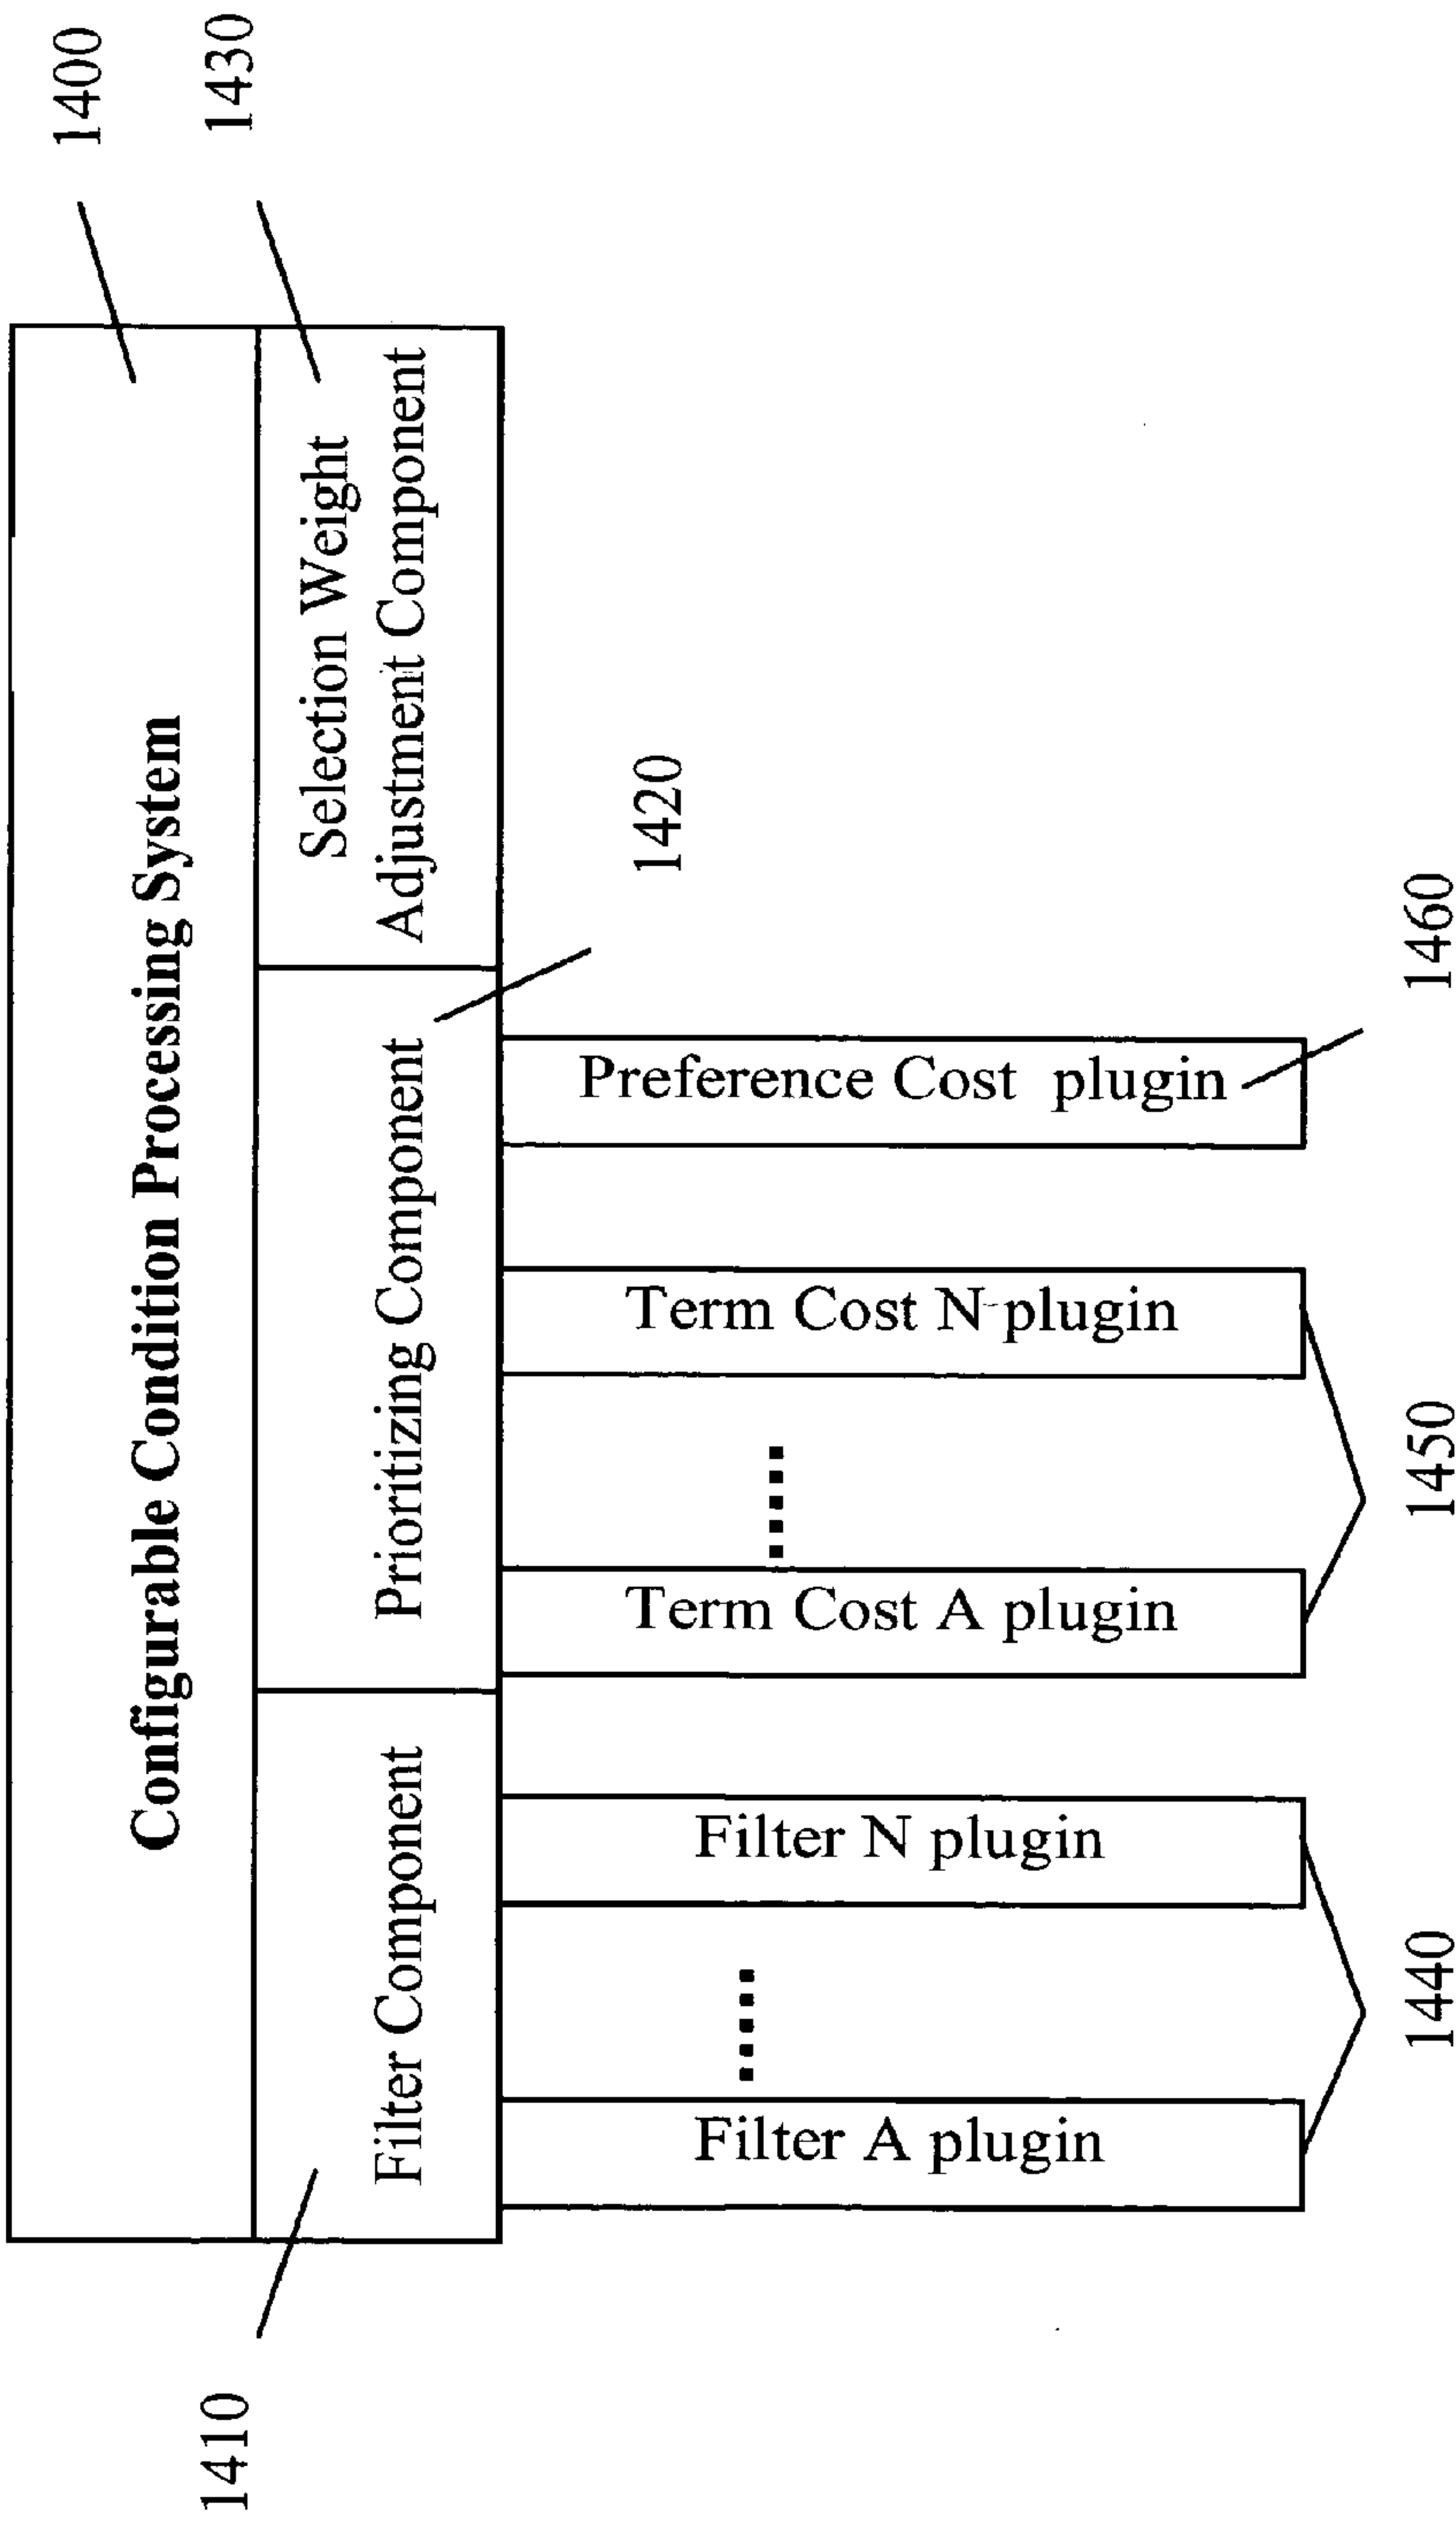 1400
Configurable Condition Processing System
1430
1410
Filter Component
Prioritizing Component
Selection Weight
Adjustment Component
1420
Filter A plugin
......
Filter N plugin
Term Cost A plugin
......
Term Cost N plugin
Preference Cost plugin
1440
1450
1460